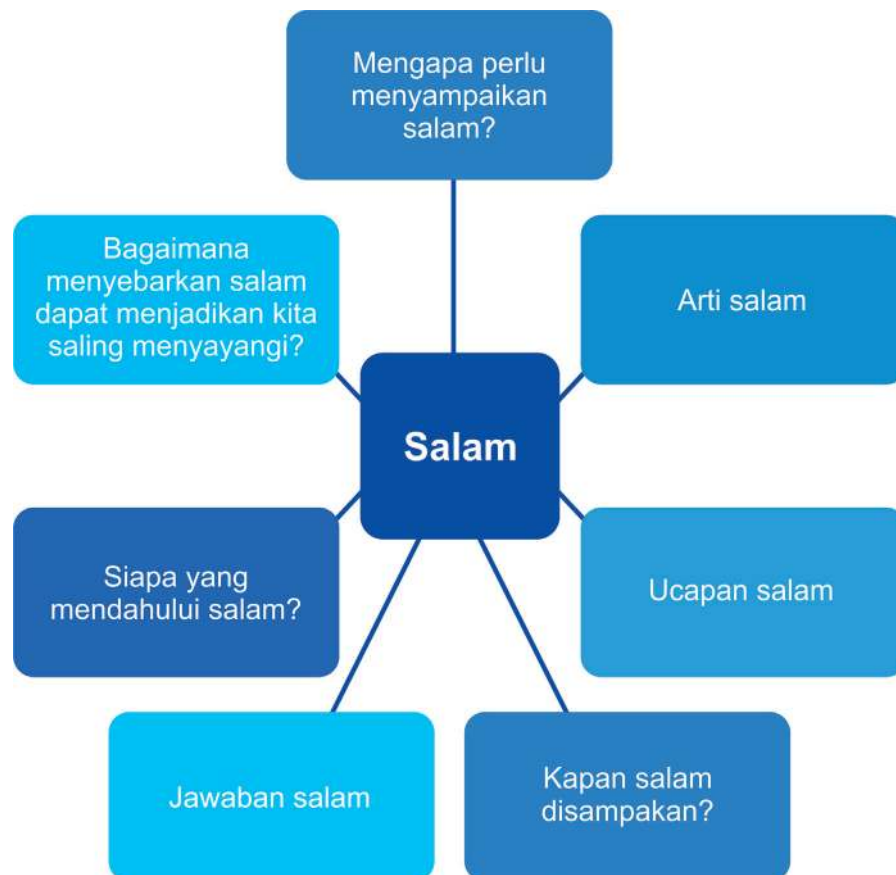 Mengapa perlu
menyampaikan
salam?
Bagaimana
menyebarkan salam
dapat menjadikan kita
saling menyayangi?
Arti salam
Salam
Siapa yang
mendahului salam?
Ucapan salam
Jawaban salam
Kapan salam
disampakan?